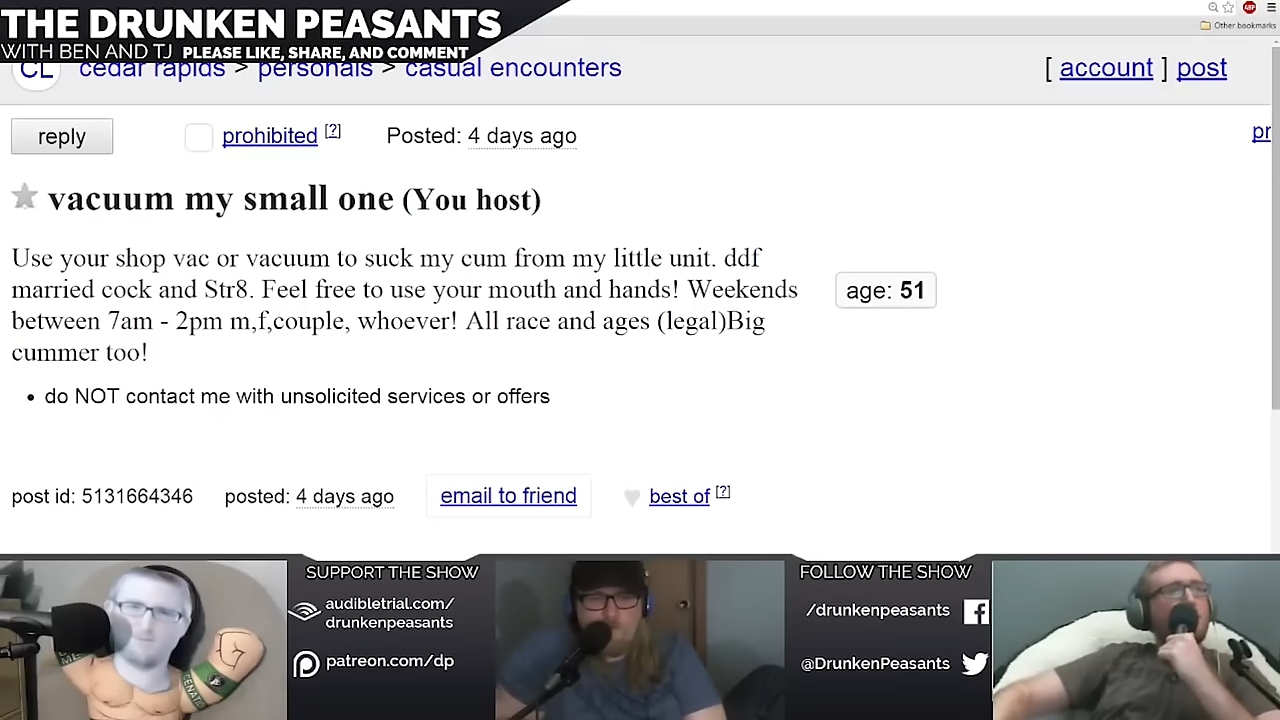 THE DRUNKEN PEASANTS
WITH BEN AND TJ PLEASE LIKE, SHARE, AND COMMENT
ABP
Other bookmarks
CL cedar rapids > personals > casual encounters [ account ] post
reply prohibited [?] Posted: 4 days ago pr
vacuum my small one (You host)
Use your shop vac or vacuum to suck my cum from my little unit. ddf
married cock and Str8. Feel free to use your mouth and hands! Weekends
between 7am - 2pm m,f,couple, whoever! All race and ages (legal)Big
cummer too!
age: 51
• do NOT contact me with unsolicited services or offers
post id: 5131664346 posted: 4 days ago email to friend best of [?]
SUPPORT THE SHOW
audibletrial.com/
drunkenpeasants
patreon.com/dp
FOLLOW THE SHOW
/drunkenpeasants
@DrunkenPeasants